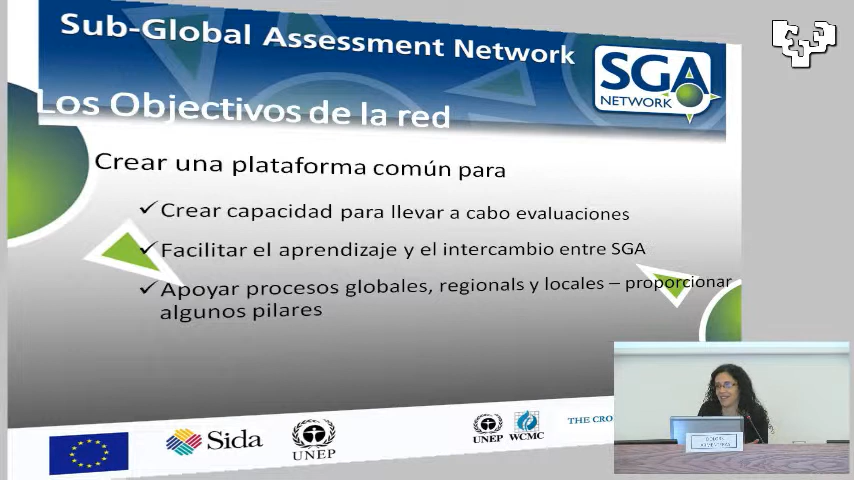 Sub-Global Assessment Network
SGA
NETWORK
Los Objectivos de la red
Crear una plataforma común para
✓ Crear capacidad para llevar a cabo evaluaciones
✓ Facilitar el aprendizaje y el intercambio entre SGA
✓ Apoyar procesos globales, regionals y locales – proporcionar
algunos pilares
Sida
UNEP
UNEP
WCMC
THE CRO